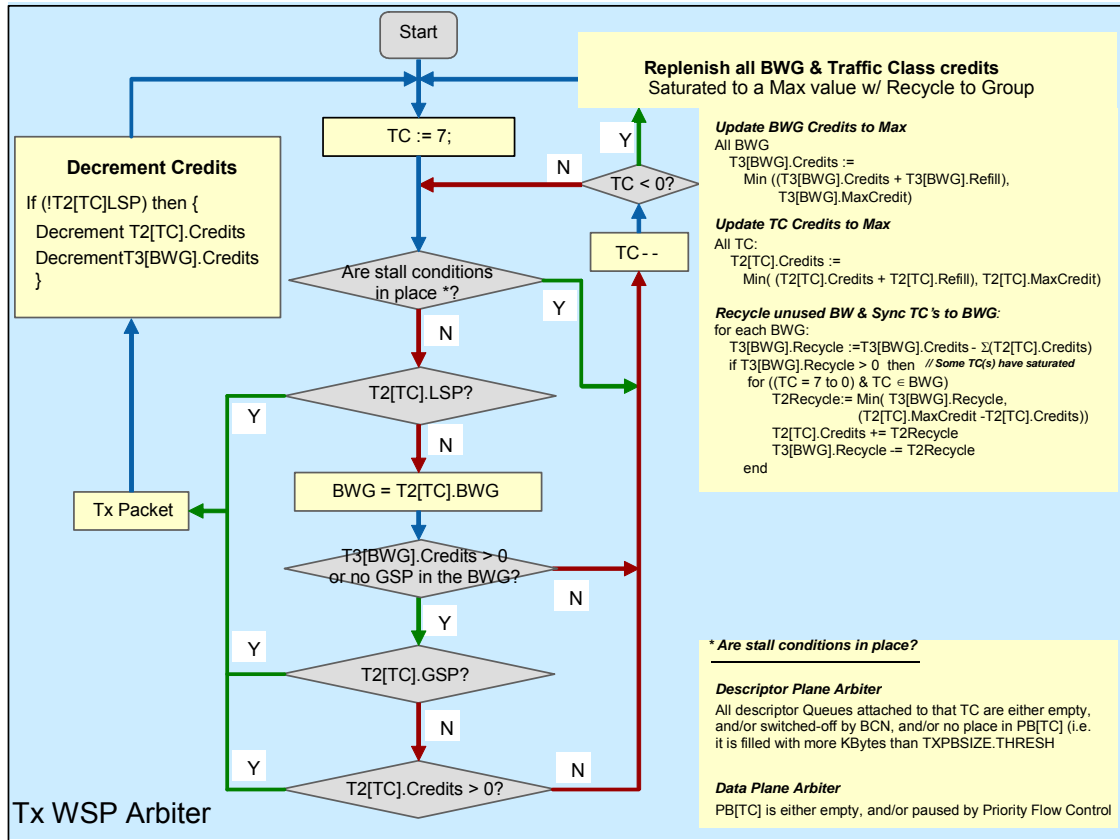 Start
Replenish all BWG & Traffic Class credits
Saturated to a Max value w/ Recycle to Group
Update BWG Credits to Max
All BWG
T3[BWG].Credits :=
Min ((T3[BWG].Credits + T3[BWG].Refill),
T3[BWG].MaxCredit)
Update TC Credits to Max
All TC:
T2[TC].Credits :=
Min( (T2[TC].Credits + T2[TC].Refill), T2[TC].MaxCredit)
Recycle unused BW & Sync TC's to BWG:
for each BWG:
T3[BWG].Recycle :=T3[BWG].Credits - Σ(T2[TC].Credits)
if T3[BWG].Recycle > 0 then // Some TC(s) have saturated
for ((TC = 7 to 0) & TC ∈ BWG)
T2Recycle:= Min( T3[BWG].Recycle,
(T2[TC].MaxCredit -T2[TC].Credits))
T2[TC].Credits += T2Recycle
T3[BWG].Recycle -= T2Recycle
end
TC := 7;
Y
N
TC < 0?
TC - -
Decrement Credits
If (!T2[TC]LSP) then {
Decrement T2[TC].Credits
DecrementT3[BWG].Credits
}
Are stall conditions
in place *?
Y
N
T2[TC].LSP?
Y
N
BWG = T2[TC].BWG
Tx Packet
T3[BWG].Credits > 0
or no GSP in the BWG?
N
Y
Y
T2[TC].GSP?
N
Y
T2[TC].Credits > 0?
N
* Are stall conditions in place?
Descriptor Plane Arbiter
All descriptor Queues attached to that TC are either empty,
and/or switched-off by BCN, and/or no place in PB[TC] (i.e.
it is filled with more KBytes than TXPBSIZE.THRESH
Data Plane Arbiter
PB[TC] is either empty, and/or paused by Priority Flow Control
Tx WSP Arbiter